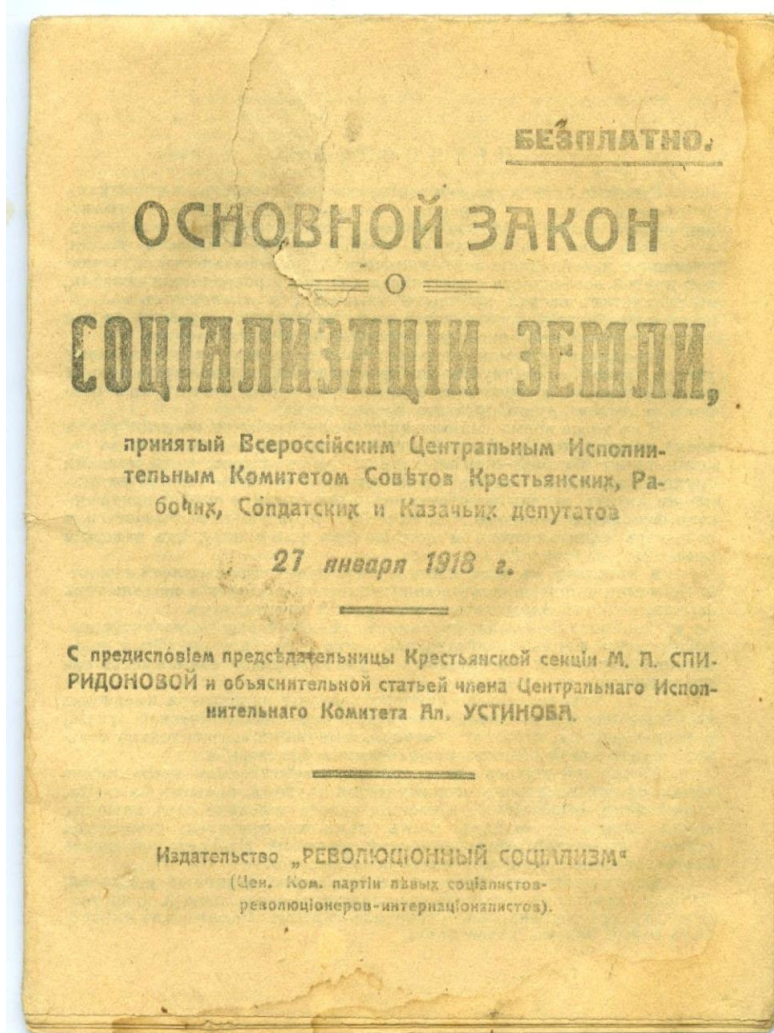 БЕЗПЛАТНО.
ОСНОВНОЙ ЗАКОН
О
СОЦІАЛИЗАЦІИ ЗЕМЛИ,
принятый Всероссійским Центральным Исполни-
тельным Комитетом Совѣтов Крестьянских, Ра-
бочих, Солдатских и Казачьих депутатов
27 января 1918 г.
С предисловіем предсѣдательницы Крестьянской секціи М. А. СПИ-
РИДОНОВОЙ и объяснительной статьей члена Центральнаго Испол-
нительнаго Комитета Ал. УСТИНОВА.
Издательство „РЕВОЛЮЦІОННЫЙ СОЦІАЛИЗМ“
(Цен. Ком. партіи лѣвых соціалистов-
революціонеров-интернаціоналистов).